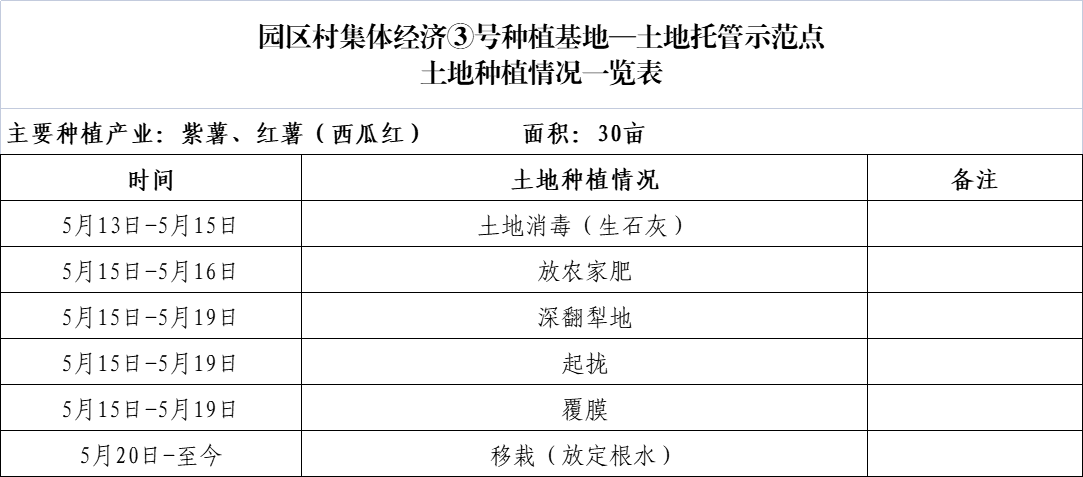 园区村集体经济③号种植基地—土地托管示范点
土地种植情况一览表
主要种植产业：紫薯、红薯（西瓜红） 面积：30亩
时间 土地种植情况 备注
5月13日-5月15日 土地消毒（生石灰）
5月15日-5月16日 放农家肥
5月15日-5月19日 深翻犁地
5月15日-5月19日 起拢
5月15日-5月19日 覆膜
5月20日-至今 移栽（放定根水）